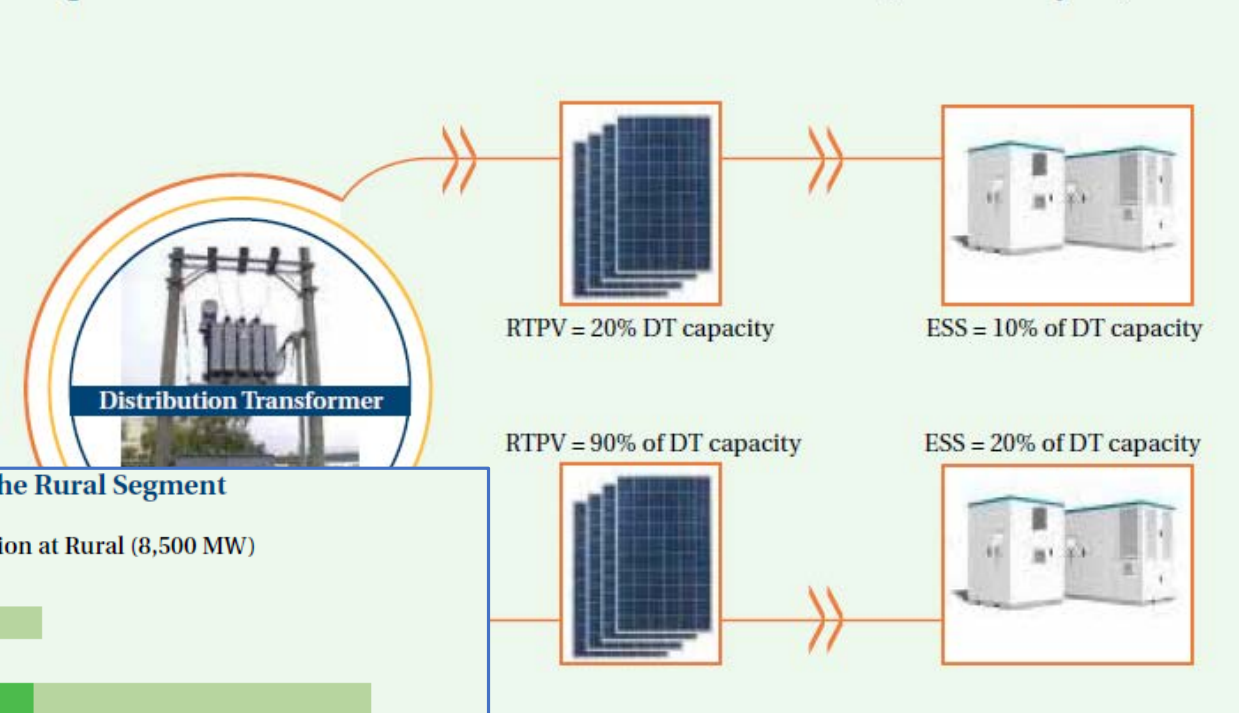 RTPV = 20% DT capacity
ESS = 10% of DT capacity
Distribution Transformer
RTPV = 90% of DT capacity
ESS = 20% of DT capacity
he Rural Segment
ion at Rural (8,500 MW)